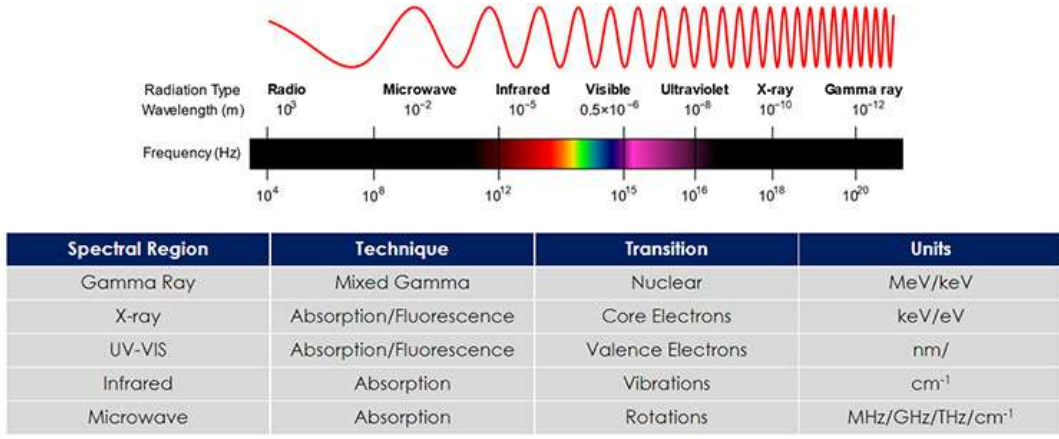 Radiation Type Radio Microwave Infrared Visible Ultraviolet X-ray Gamma ray
Wavelength (m) 10³ 10⁻² 10⁻⁵ 0.5×10⁻⁶ 10⁻⁸ 10⁻¹⁰ 10⁻¹²
Frequency (Hz)
10⁴ 10⁸ 10¹² 10¹⁵ 10¹⁶ 10¹⁸ 10²⁰
Spectral Region Technique Transition Units
Gamma Ray Mixed Gamma Nuclear MeV/keV
X-ray Absorption/Fluorescence Core Electrons keV/eV
UV-VIS Absorption/Fluorescence Valence Electrons nm/
Infrared Absorption Vibrations cm⁻¹
Microwave Absorption Rotations MHz/GHz/THz/cm⁻¹